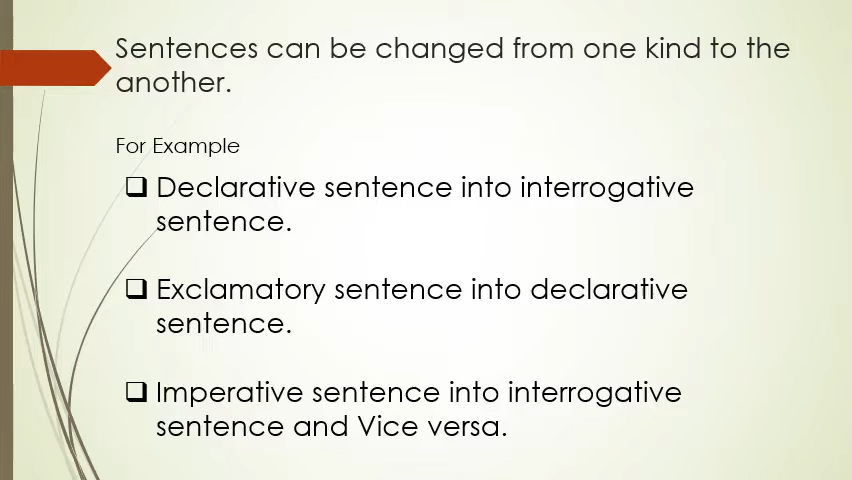 Sentences can be changed from one kind to the
another.
For Example
❑ Declarative sentence into interrogative
sentence.
❑ Exclamatory sentence into declarative
sentence.
❑ Imperative sentence into interrogative
sentence and Vice versa.